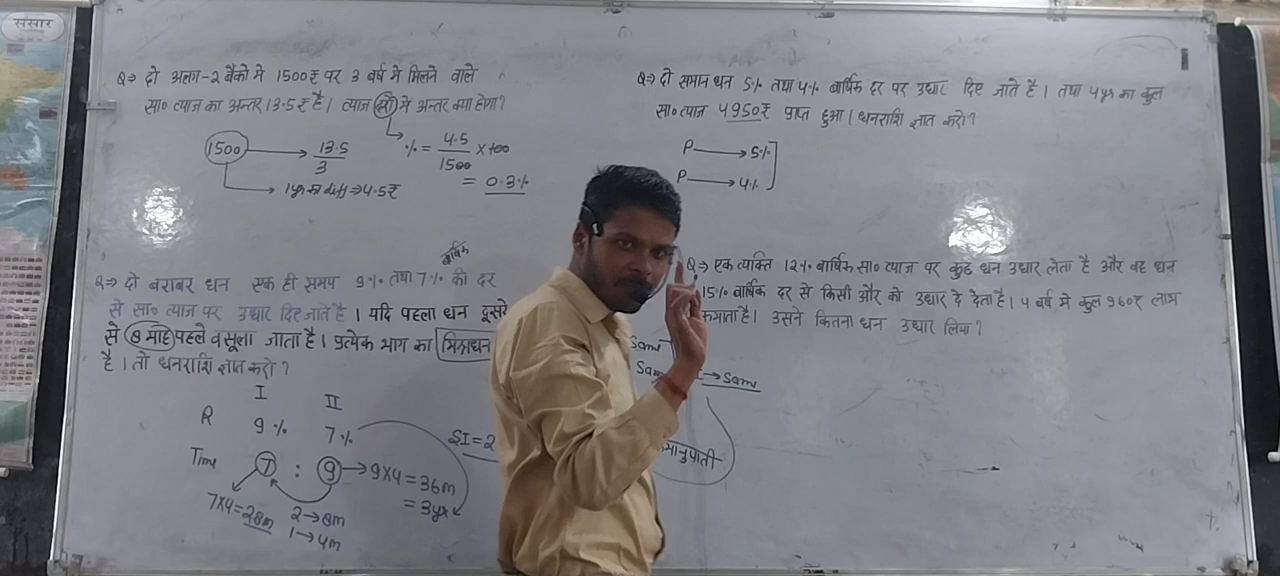 संसार
Q⇒ दो अलग-2 बैंकों में 1500₹ पर 3 वर्ष में मिलने वाले
सा० ब्याज का अन्तर 13.5₹ है। ब्याज दरों में अन्तर क्या होगा?
1500 → 13.5/3
1yr का diff ⇒ 4.5₹
% = 4.5/1500 × 100
= 0.3%
Q⇒ दो समान धन 5% तथा 4% वार्षिक दर पर उधार दिए जाते है। तथा 4yr का कुल
सा० ब्याज 4950₹ प्राप्त हुआ। धनराशि ज्ञात करो?
P → 5%
P → 4%
वार्षिक
Q⇒ दो बराबर धन एक ही समय 9% तथा 7% की दर
से सा० ब्याज पर उधार दिए जाते है। यदि पहला धन दूसरे
से 8 माह पहले वसूला जाता है। प्रत्येक भाग का मिश्रधन
है। तो धनराशि ज्ञात करो?
I II
R 9% 7%
Time 7 : 9 → 9×4=36m
= 3yr
7×4=28m
2→8m
1→4m
SI=2
Same
→ Same
Q⇒ एक व्यक्ति 12% वार्षिक सा० ब्याज पर कुछ धन उधार लेता है और वह धन
15% वार्षिक दर से किसी और को उधार दे देता है। 4 वर्ष में कुल 960₹ लाभ
कमाता है। उसने कितना धन उधार लिया?